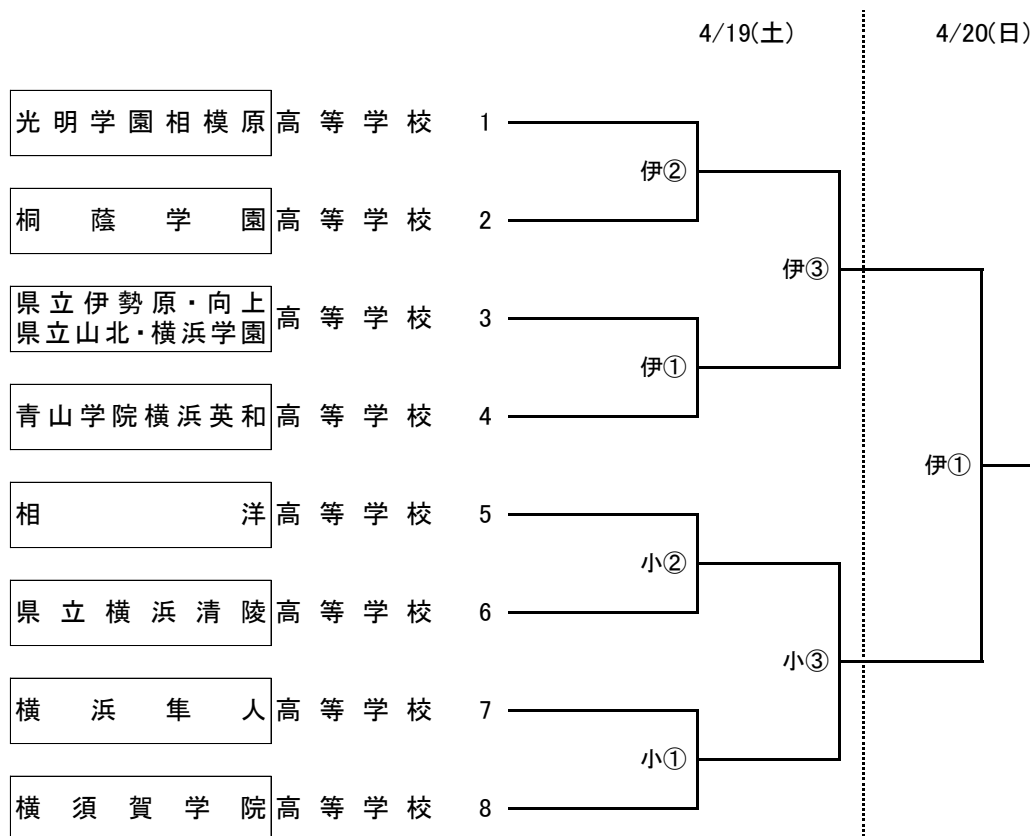 4/19(土) 4/20(日)
光明学園相模原高等学校 1
伊②
桐蔭学園高等学校 2
伊③
県立伊勢原・向上
県立山北・横浜学園
高等学校 3
伊①
青山学院横浜英和高等学校 4
伊①
相洋高等学校 5
小②
県立横浜清陵高等学校 6
小③
横浜隼人高等学校 7
小①
横須賀学院高等学校 8